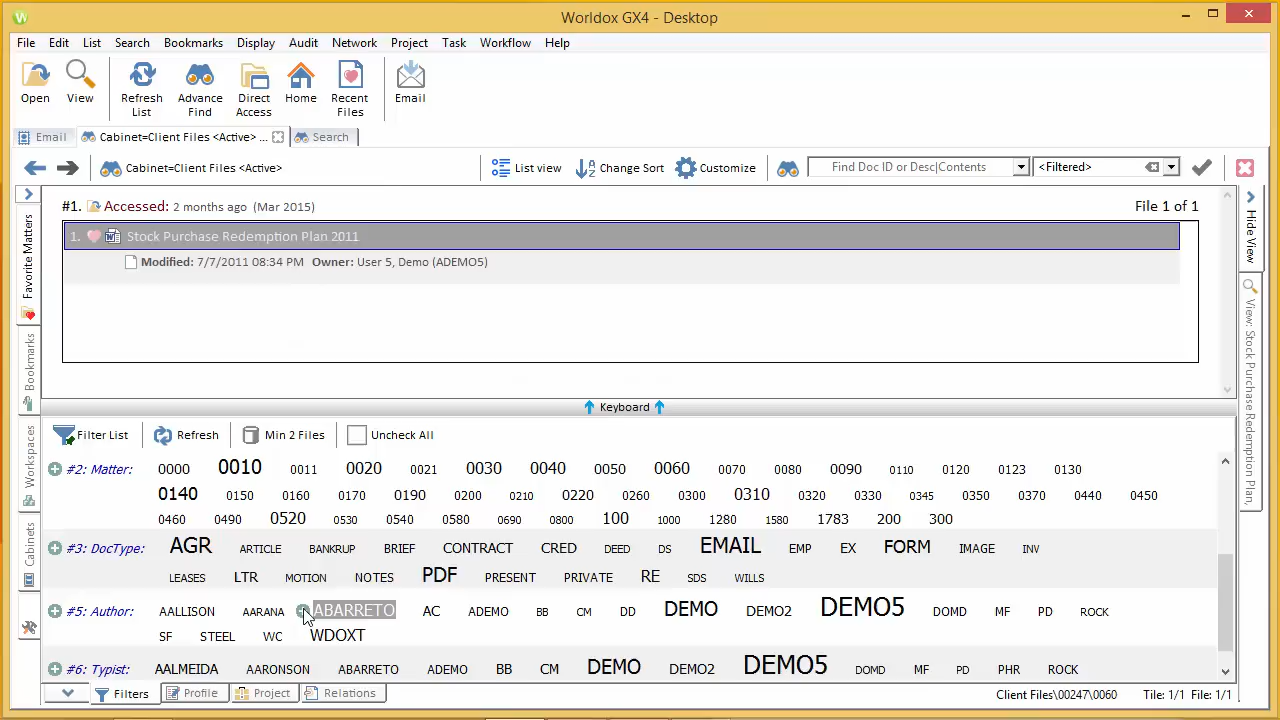 Worldox GX4 - Desktop
File Edit List Search Bookmarks Display Audit Network Project Task Workflow Help
Open View Refresh List Advance Find Direct Access Home Recent Files Email
Email Cabinet=Client Files <Active> ... Search
Cabinet=Client Files <Active> List view Change Sort Customize Find Doc ID or Desc|Contents <Filtered>
#1. Accessed: 2 months ago (Mar 2015) File 1 of 1
1. Stock Purchase Redemption Plan 2011
Modified: 7/7/2011 08:34 PM Owner: User 5, Demo (ADEMO5)
Favorite Matters
Bookmarks
Workspaces
Cabinets
Hide View
View: Stock Purchase Redemption Plan,
Keyboard
Filter List Refresh Min 2 Files Uncheck All
#2: Matter: 0000 0010 0011 0020 0021 0030 0040 0050 0060 0070 0080 0090 0110 0120 0123 0130
0140 0150 0160 0170 0190 0200 0210 0220 0260 0300 0310 0320 0330 0345 0350 0370 0440 0450
0460 0490 0520 0530 0540 0580 0690 0800 100 1000 1280 1580 1783 200 300
#3: DocType: AGR ARTICLE BANKRUP BRIEF CONTRACT CRED DEED DS EMAIL EMP EX FORM IMAGE INV
LEASES LTR MOTION NOTES PDF PRESENT PRIVATE RE SDS WILLS
#5: Author: AALLISON AARANA ABARRETO AC ADEMO BB CM DD DEMO DEMO2 DEMO5 DOMD MF PD ROCK
SF STEEL WC WDOXT
#6: Typist: AALMEIDA AARONSON ABARRETO ADEMO BB CM DEMO DEMO2 DEMO5 DOMD MF PD PHR ROCK
Filters Profile Project Relations Client Files\00247\0060 Tile: 1/1 File: 1/1